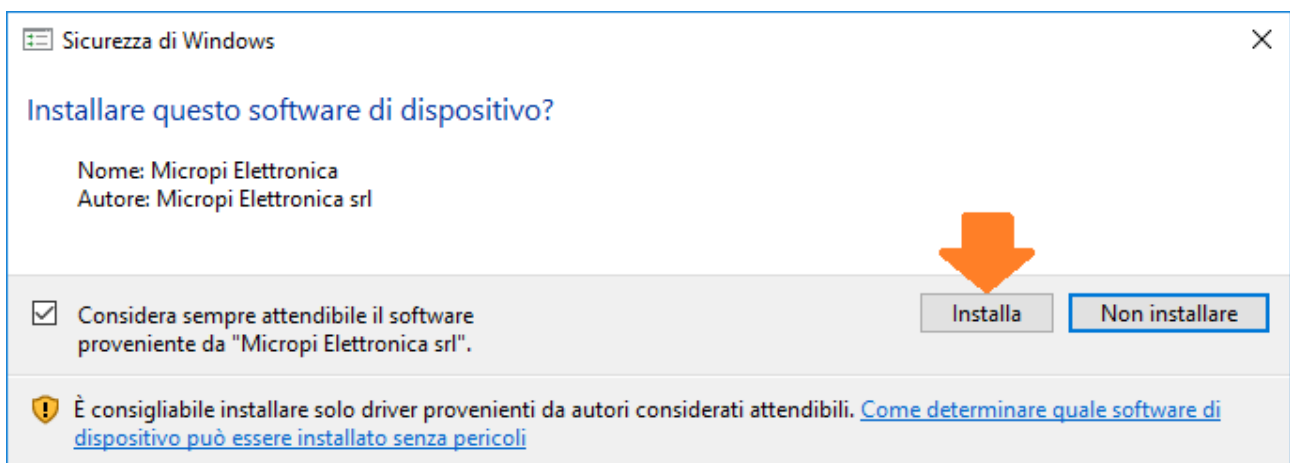 Sicurezza di Windows
Installare questo software di dispositivo?
Nome: Micropi Elettronica
Autore: Micropi Elettronica srl
Considera sempre attendibile il software
proveniente da "Micropi Elettronica srl".
Installa
Non installare
È consigliabile installare solo driver provenienti da autori considerati attendibili. Come determinare quale software di
dispositivo può essere installato senza pericoli